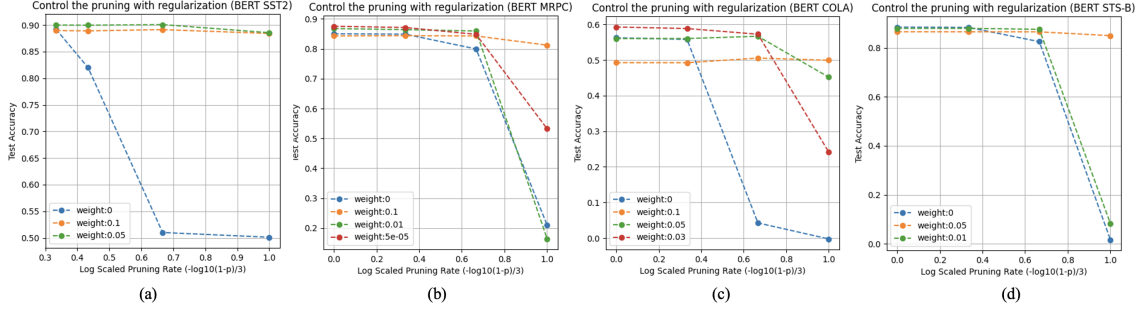 Control the pruning with regularization (BERT SST2)
0.90
0.85
0.80
0.75
0.70
0.65
0.60
0.55
0.50
Test Accuracy
weight:0
weight:0.1
weight:0.05
0.3 0.4 0.5 0.6 0.7 0.8 0.9 1.0
Log Scaled Pruning Rate (-log10(1-p)/3)
(a)
Control the pruning with regularization (BERT MRPC)
0.9
0.8
0.7
0.6
0.5
0.4
0.3
0.2
Test Accuracy
weight:0
weight:0.1
weight:0.01
weight:5e-05
0.0 0.2 0.4 0.6 0.8 1.0
Log Scaled Pruning Rate (-log10(1-p)/3)
(b)
Control the pruning with regularization (BERT COLA)
0.6
0.5
0.4
0.3
0.2
0.1
0.0
Test Accuracy
weight:0
weight:0.1
weight:0.05
weight:0.03
0.0 0.2 0.4 0.6 0.8 1.0
Log Scaled Pruning Rate (-log10(1-p)/3)
(c)
Control the pruning with regularization (BERT STS-B)
0.8
0.6
0.4
0.2
0.0
Test Accuracy
weight:0
weight:0.05
weight:0.01
0.0 0.2 0.4 0.6 0.8 1.0
Log Scaled Pruning Rate (-log10(1-p)/3)
(d)